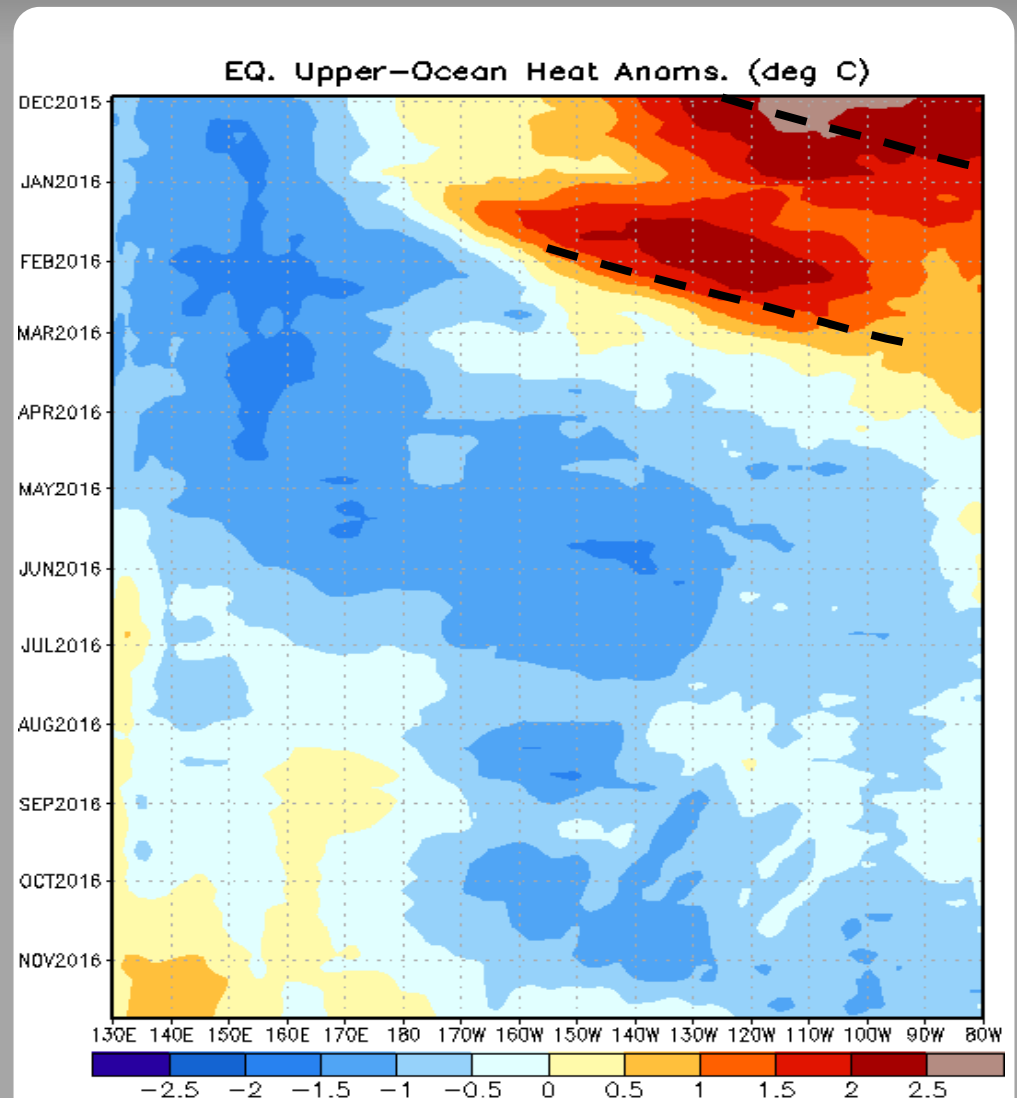 EQ. Upper-Ocean Heat Anoms. (deg C)
DEC2015
JAN2016
FEB2016
MAR2016
APR2016
MAY2016
JUN2016
JUL2016
AUG2016
SEP2016
OCT2016
NOV2016
130E 140E 150E 160E 170E 180 170W 160W 150W 140W 130W 120W 110W 100W 90W 80W
-2.5 -2 -1.5 -1 -0.5 0 0.5 1 1.5 2 2.5